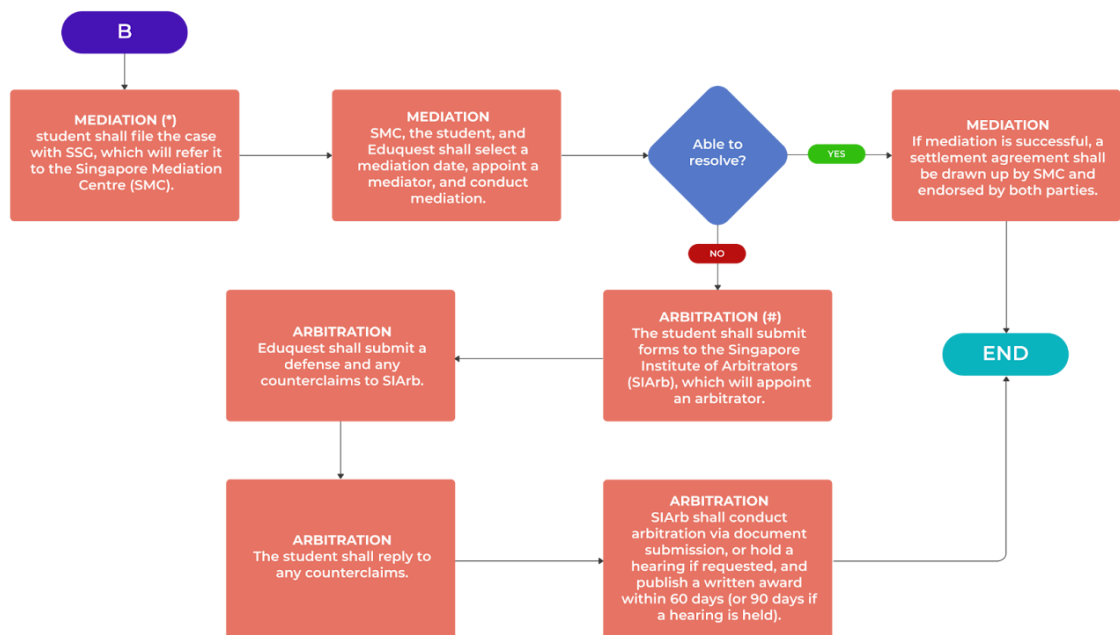 B
MEDIATION (*)
student shall file the case
with SSG, which will refer it
to the Singapore Mediation
Centre (SMC).
MEDIATION
SMC, the student, and
Eduquest shall select a
mediation date, appoint a
mediator, and conduct
mediation.
Able to
resolve?
YES
MEDIATION
If mediation is successful, a
settlement agreement shall
be drawn up by SMC and
endorsed by both parties.
NO
ARBITRATION (#)
The student shall submit
forms to the Singapore
Institute of Arbitrators
(SIArb), which will appoint
an arbitrator.
ARBITRATION
Eduquest shall submit a
defense and any
counterclaims to SIArb.
END
ARBITRATION
The student shall reply to
any counterclaims.
ARBITRATION
SIArb shall conduct
arbitration via document
submission, or hold a
hearing if requested, and
publish a written award
within 60 days (or 90 days if
a hearing is held).